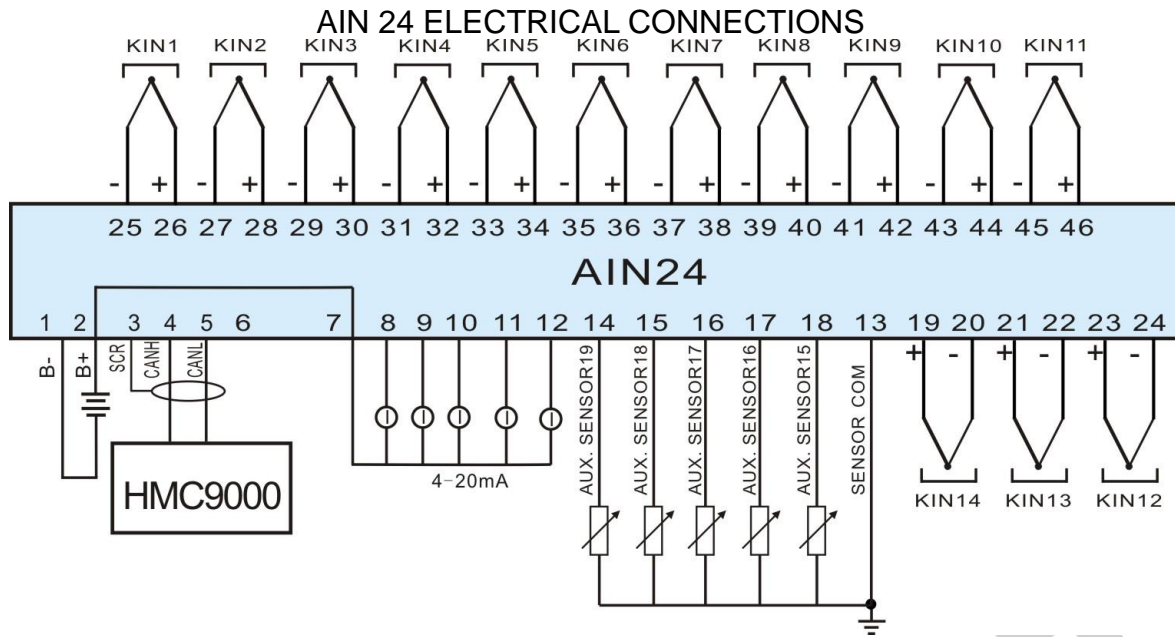 AIN 24 ELECTRICAL CONNECTIONS
KIN1 KIN2 KIN3 KIN4 KIN5 KIN6 KIN7 KIN8 KIN9 KIN10 KIN11
- + - + - + - + - + - + - + - + - + - + - +
25 26 27 28 29 30 31 32 33 34 35 36 37 38 39 40 41 42 43 44 45 46
AIN24
1 2 3 4 5 6 7 8 9 10 11 12 14 15 16 17 18 13 19 20 21 22 23 24
B-
B+
SCR
CANH
CANL
AUX. SENSOR19
AUX. SENSOR18
AUX. SENSOR17
AUX. SENSOR16
AUX. SENSOR15
SENSOR COM
+ - + - + -
HMC9000
4-20mA
KIN14 KIN13 KIN12